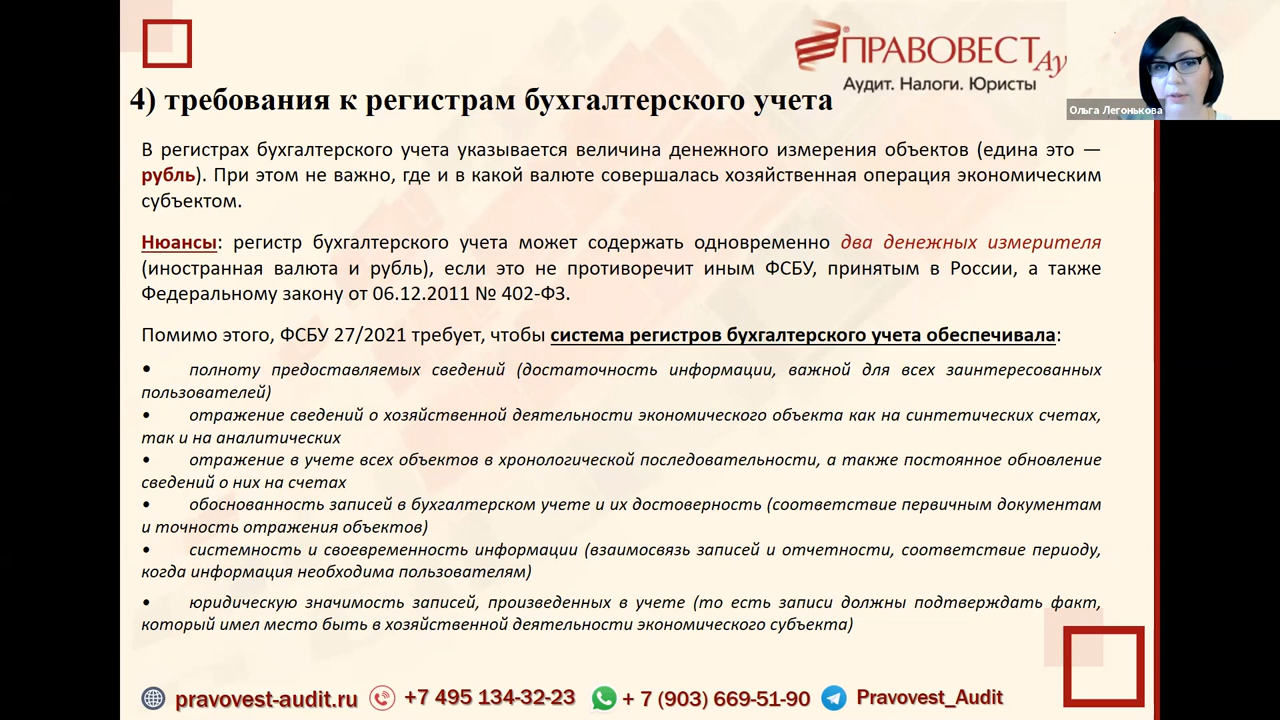 ПРАВОВЕСТ Ау
Аудит. Налоги. Юристы
Ольга Легонькова
4) требования к регистрам бухгалтерского учета
В регистрах бухгалтерского учета указывается величина денежного измерения объектов (едина это —
рубль). При этом не важно, где и в какой валюте совершалась хозяйственная операция экономическим
субъектом.
Нюансы: регистр бухгалтерского учета может содержать одновременно два денежных измерителя
(иностранная валюта и рубль), если это не противоречит иным ФСБУ, принятым в России, а также
Федеральному закону от 06.12.2011 № 402-ФЗ.
Помимо этого, ФСБУ 27/2021 требует, чтобы система регистров бухгалтерского учета обеспечивала:
• полноту предоставляемых сведений (достаточность информации, важной для всех заинтересованных
пользователей)
• отражение сведений о хозяйственной деятельности экономического объекта как на синтетических счетах,
так и на аналитических
• отражение в учете всех объектов в хронологической последовательности, а также постоянное обновление
сведений о них на счетах
• обоснованность записей в бухгалтерском учете и их достоверность (соответствие первичным документам
и точность отражения объектов)
• системность и своевременность информации (взаимосвязь записей и отчетности, соответствие периоду,
когда информация необходима пользователям)
• юридическую значимость записей, произведенных в учете (то есть записи должны подтверждать факт,
который имел место быть в хозяйственной деятельности экономического субъекта)
pravovest-audit.ru +7 495 134-32-23 + 7 (903) 669-51-90 Pravovest_Audit